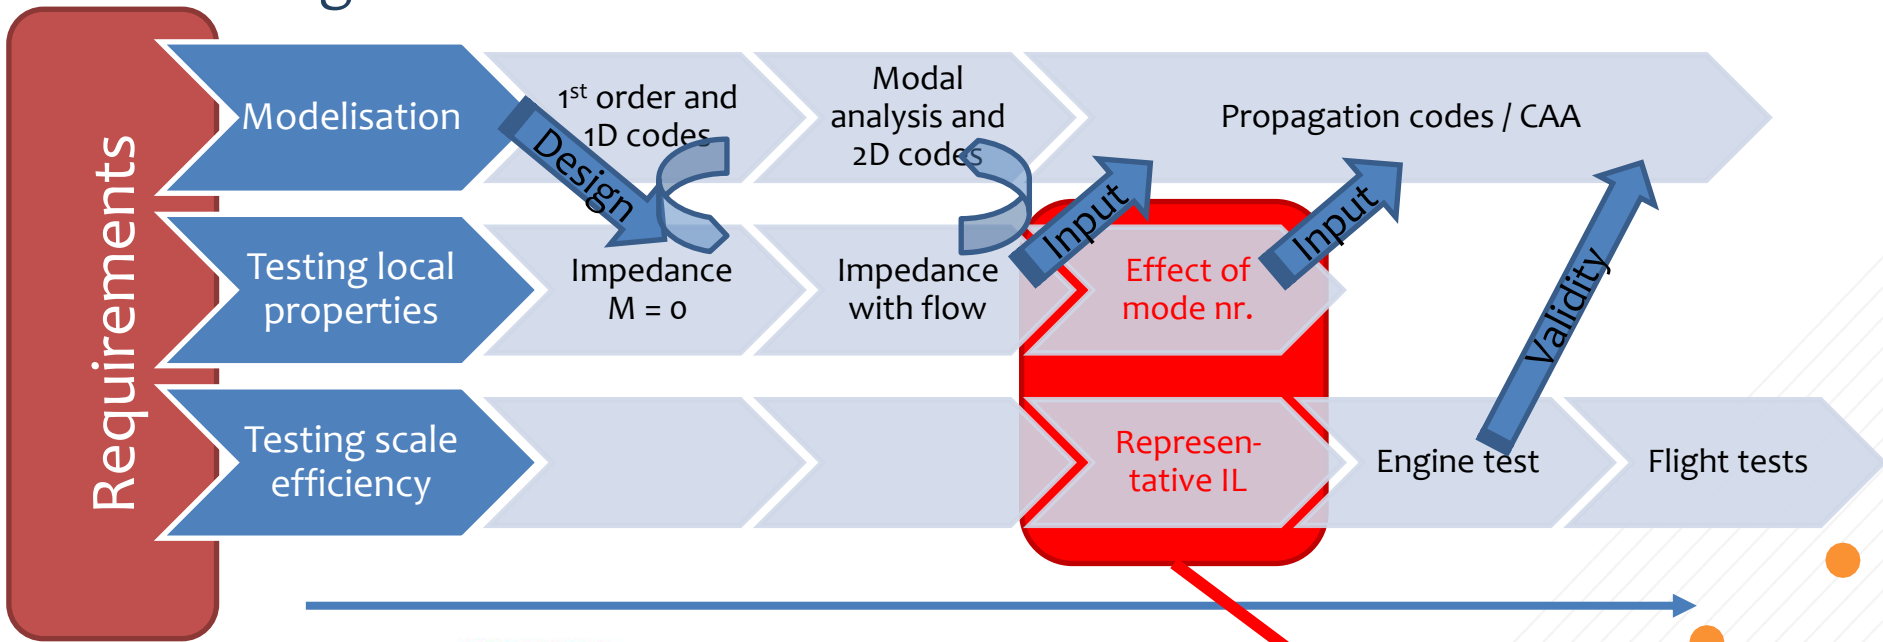 g
Requirements
Modelisation
1st order and
1D codes
Modal
analysis and
2D codes
Propagation codes / CAA
Design
Input
Input
Validity
Testing local
properties
Impedance
M = 0
Impedance
with flow
Effect of
mode nr.
Testing scale
efficiency
Represen-
tative IL
Engine test
Flight tests